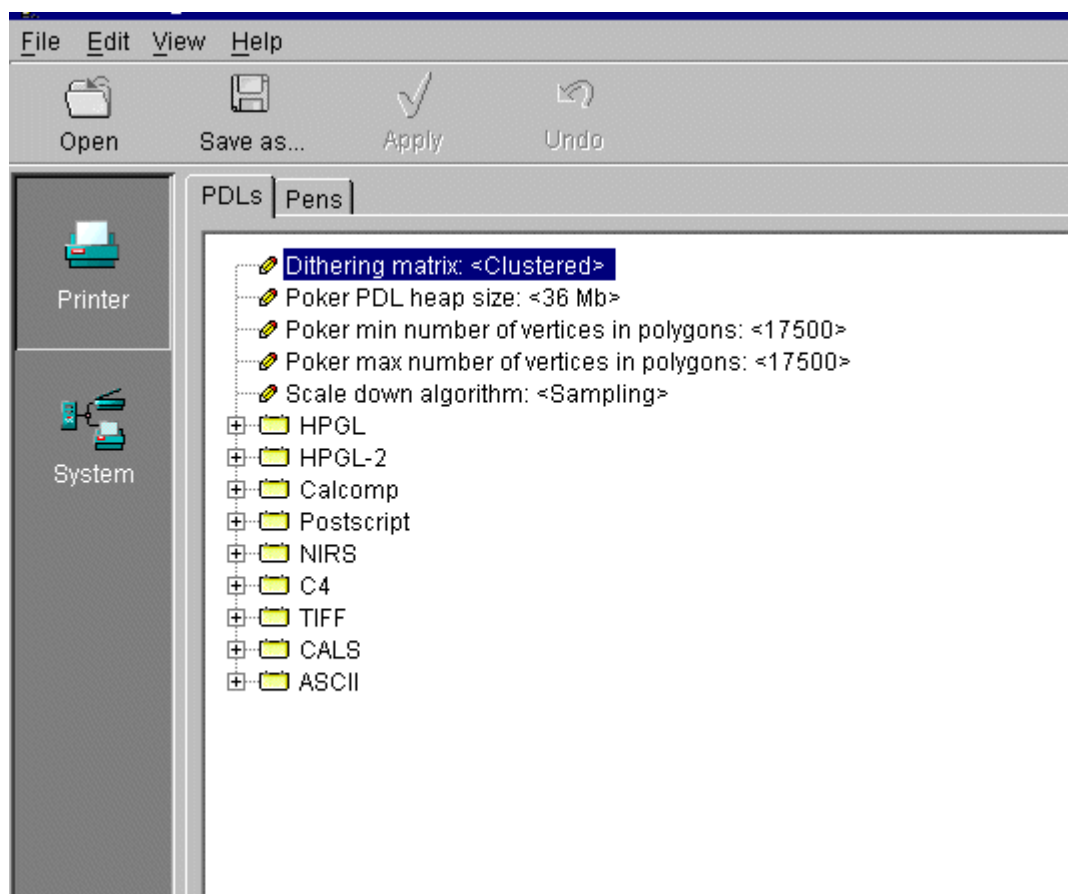 File Edit View Help
Open Save as... Apply Undo
PDLs Pens
Printer
System
Dithering matrix: <Clustered>
Poker PDL heap size: <36 Mb>
Poker min number of vertices in polygons: <17500>
Poker max number of vertices in polygons: <17500>
Scale down algorithm: <Sampling>
HPGL
HPGL-2
Calcomp
Postscript
NIRS
C4
TIFF
CALS
ASCII